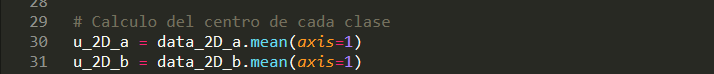 28
29 # Calculo del centro de cada clase
30 u_2D_a = data_2D_a.mean(axis=1)
31 u_2D_b = data_2D_b.mean(axis=1)